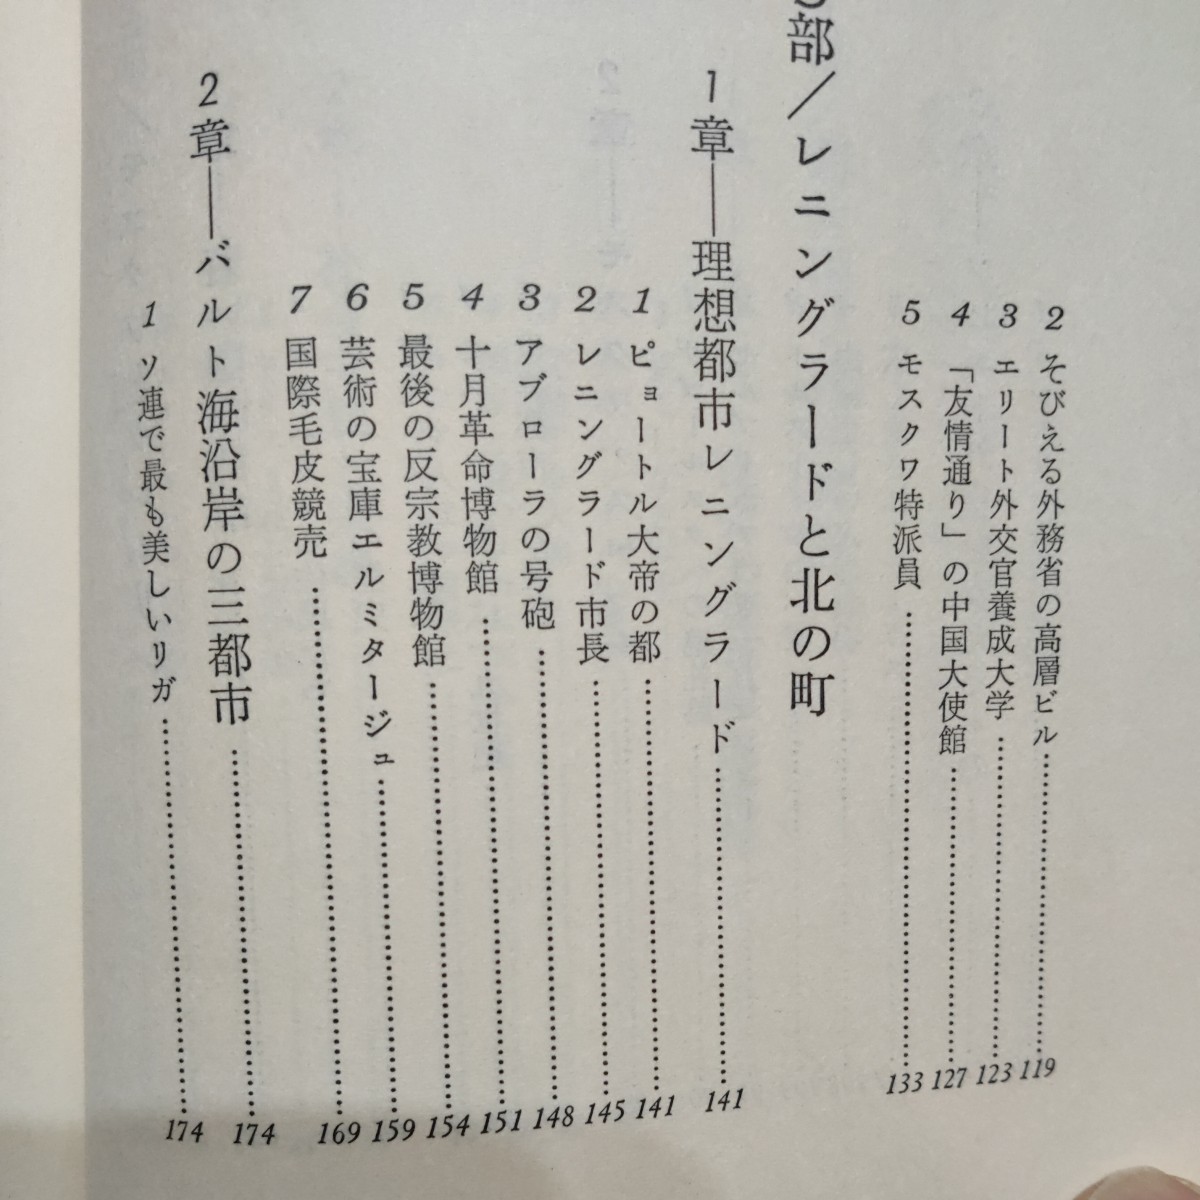 2 そびえる外務省の高層ビル……119
3 エリート外交官養成大学……123
4 「友情通り」の中国大使館……127
5 モスクワ特派員……133
部／レニングラードと北の町
1章――理想都市レニングラード……141
1 ピョートル大帝の都……141
2 レニングラード市長……145
3 アブローラの号砲……148
4 十月革命博物館……151
5 最後の反宗教博物館……154
6 芸術の宝庫エルミタージュ……159
7 国際毛皮競売……169
2章――バルト海沿岸の三都市……174
1 ソ連で最も美しいリガ……174